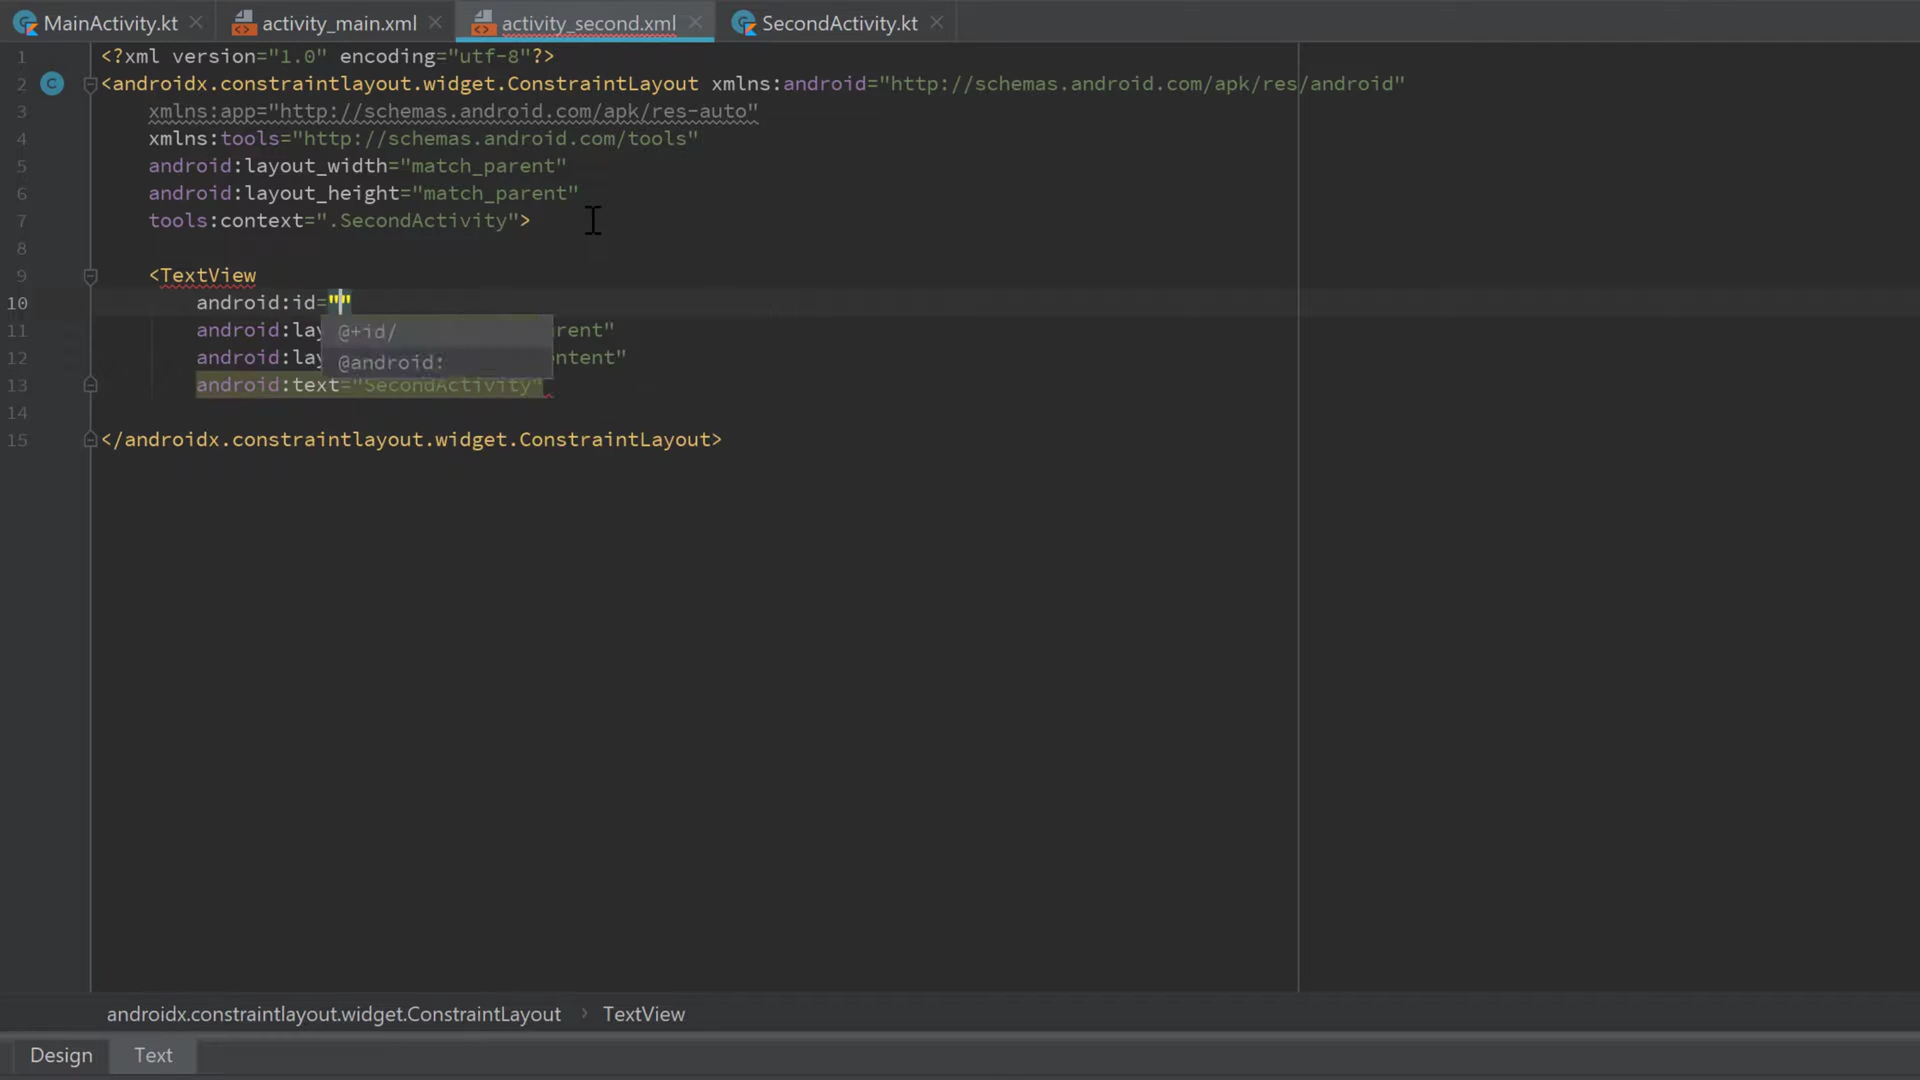 MainActivity.kt
activity_main.xml
activity_second.xml
SecondActivity.kt
1 <?xml version="1.0" encoding="utf-8"?>
2 <androidx.constraintlayout.widget.ConstraintLayout xmlns:android="http://schemas.android.com/apk/res/android"
3 xmlns:app="http://schemas.android.com/apk/res-auto"
4 xmlns:tools="http://schemas.android.com/tools"
5 android:layout_width="match_parent"
6 android:layout_height="match_parent"
7 tools:context=".SecondActivity">
8
9 <TextView
10 android:id=""
11 android:lay rent"
@+id/
12 android:lay ntent"
@android:
13 android:text="SecondActivity"
14
15 </androidx.constraintlayout.widget.ConstraintLayout>
androidx.constraintlayout.widget.ConstraintLayout › TextView
Design Text